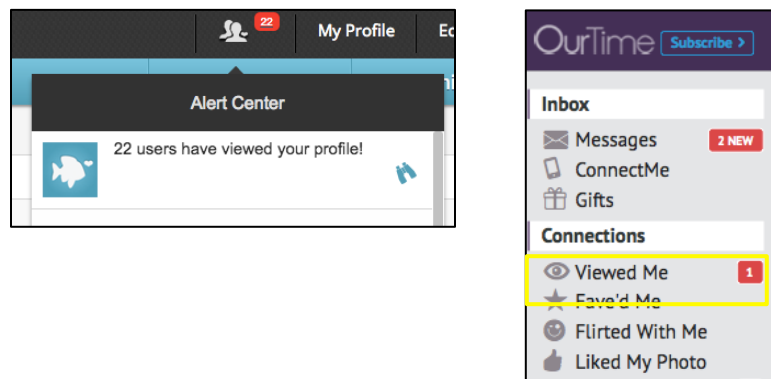 22
My Profile
Alert Center
22 users have viewed your profile!
OurTime Subscribe >
Inbox
Messages 2 NEW
ConnectMe
Gifts
Connections
Viewed Me 1
Fave'd Me
Flirted With Me
Liked My Photo